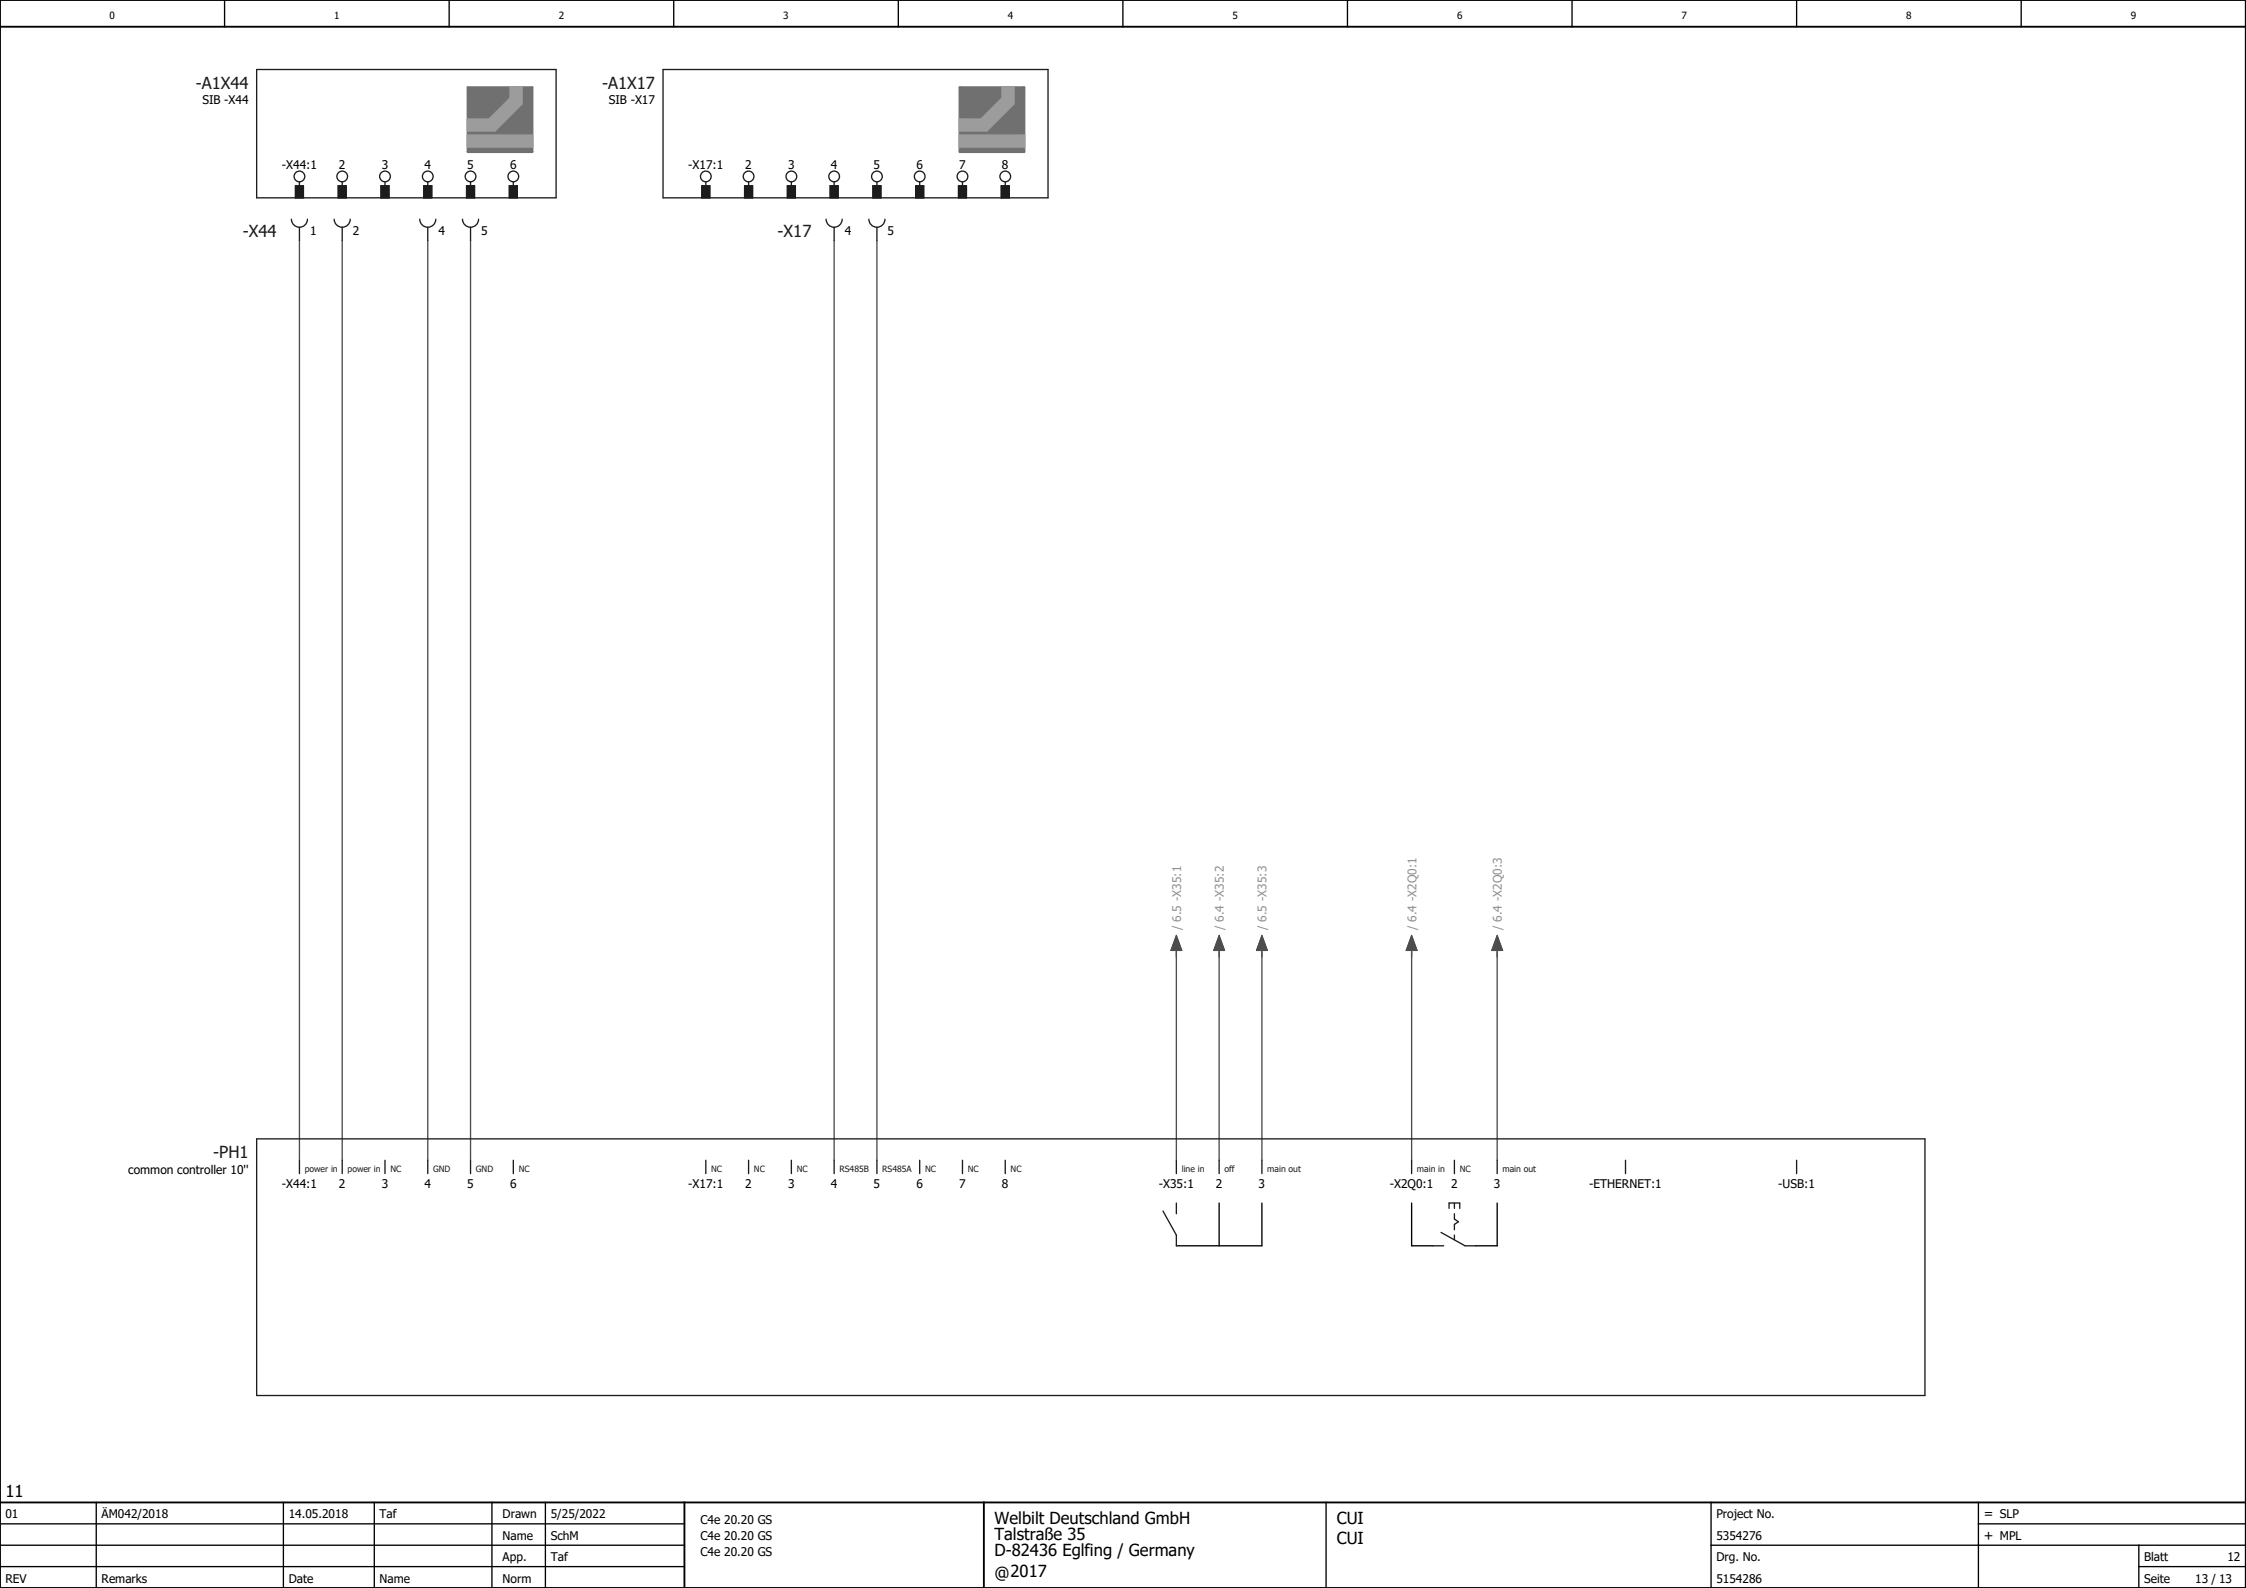 0 1 2 3 4 5 6 7 8 9
-A1X44
SIB -X44
-X44:1 2 3 4 5 6
-A1X17
SIB -X17
-X17:1 2 3 4 5 6 7 8
-X44 1 2 4 5
-X17 4 5
/ 6.5 -X35:1
/ 6.4 -X35:2
/ 6.5 -X35:3
/ 6.4 -X2Q0:1
/ 6.4 -X2Q0:3
-PH1
common controller 10"
power in power in NC GND GND NC
-X44:1 2 3 4 5 6
NC NC NC RS485B RS485A NC NC NC
-X17:1 2 3 4 5 6 7 8
line in off main out
-X35:1 2 3
main in NC main out
-X2Q0:1 2 3
-ETHERNET:1
-USB:1
11
01 ÄM042/2018 14.05.2018 Taf
REV Remarks Date Name
Drawn 5/25/2022
Name SchM
App. Taf
Norm
C4e 20.20 GS
C4e 20.20 GS
C4e 20.20 GS
Welbilt Deutschland GmbH
Talstraße 35
D-82436 Eglfing / Germany
@2017
CUI
CUI
Project No.
5354276
Drg. No.
5154286
= SLP
+ MPL
Blatt 12
Seite 13 / 13